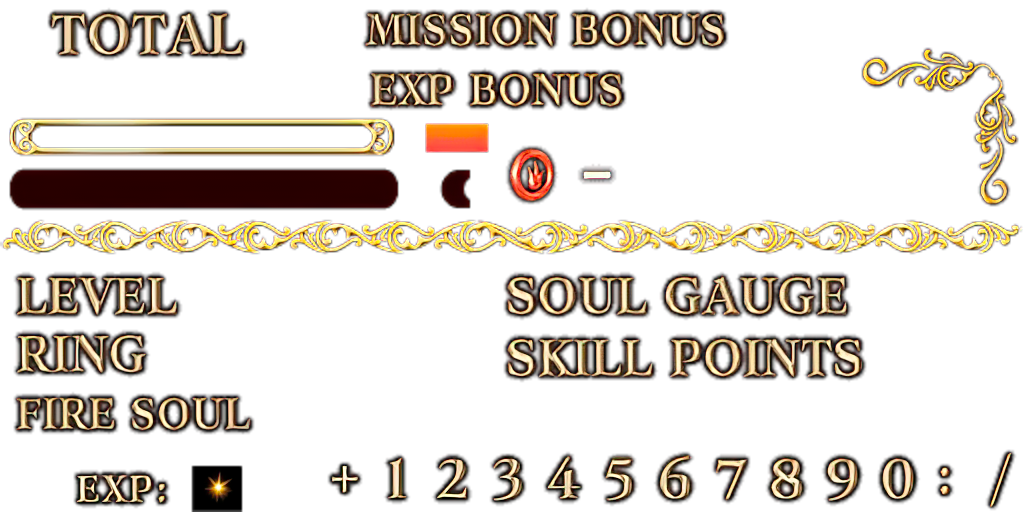 TOTAL
MISSION BONUS
EXP BONUS
LEVEL
SOUL GAUGE
RING
SKILL POINTS
FIRE SOUL
EXP:
+ 1 2 3 4 5 6 7 8 9 0 : /